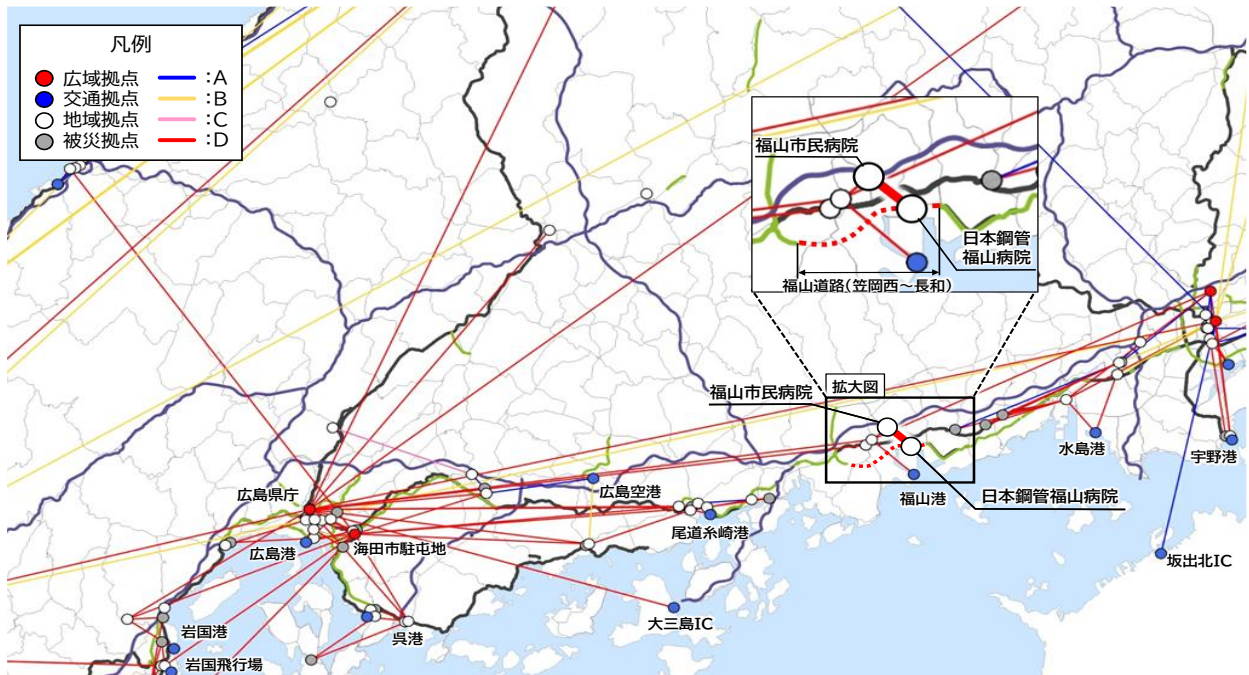 凡例
広域拠点 :A
交通拠点 :B
地域拠点 :C
被災拠点 :D
福山市民病院
日本鋼管
福山病院
福山道路(笠岡西～長和)
福山市民病院
拡大図
水島港
宇野港
広島県庁
広島空港
福山港
日本鋼管福山病院
尾道糸崎港
広島港
海田市駐屯地
坂出北IC
大三島IC
呉港
岩国港
岩国飛行場